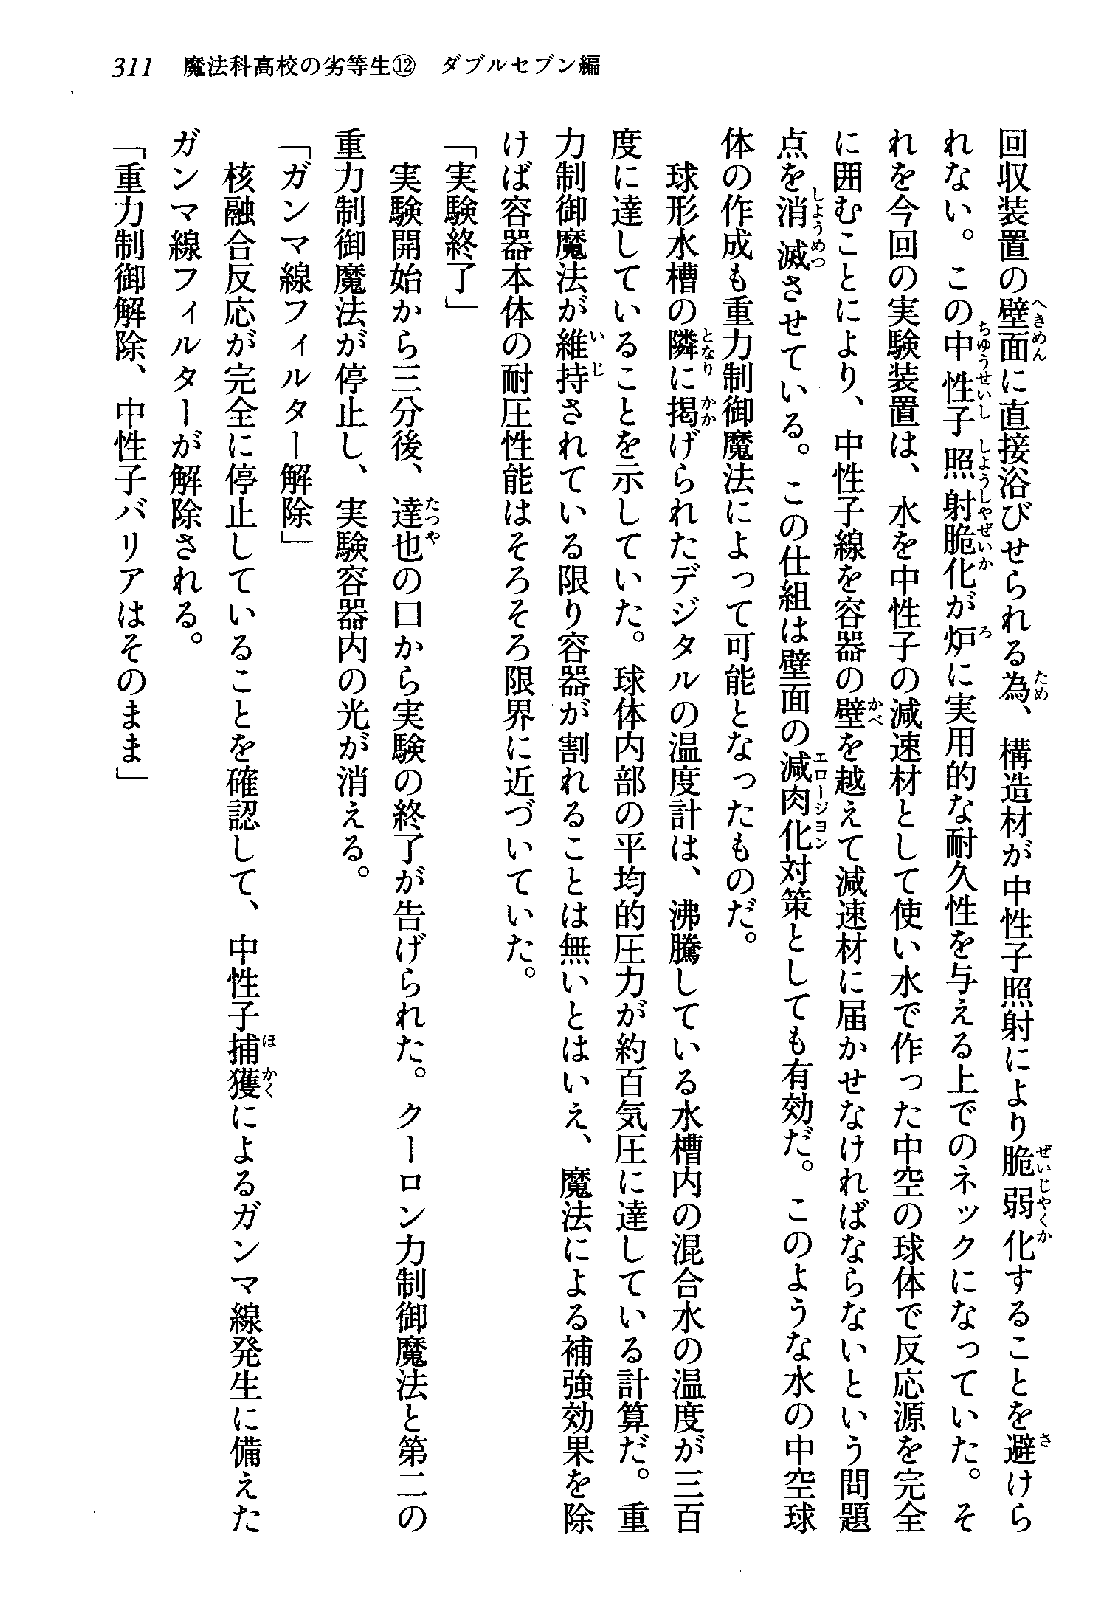 311　魔法科高校の劣等生⑫　ダブルセブン編
回収装置の壁面に直接浴びせられる為、構造材が中性子照射により脆弱化することを避けら
れない。この中性子照射脆化が炉に実用的な耐久性を与える上でのネックになっていた。そ
れを今回の実験装置は、水を中性子の減速材として使い水で作った中空の球体で反応源を完全
に囲むことにより、中性子線を容器の壁を越えて減速材に届かせなければならないという問題
点を消滅させている。この仕組は壁面の減肉化対策としても有効だ。このような水の中空球
体の作成も重力制御魔法によって可能となったものだ。
　球形水槽の隣に掲げられたデジタルの温度計は、沸騰している水槽内の混合水の温度が三百
度に達していることを示していた。球体内部の平均的圧力が約百気圧に達している計算だ。重
力制御魔法が維持されている限り容器が割れることは無いとはいえ、魔法による補強効果を除
けば容器本体の耐圧性能はそろそろ限界に近づいていた。
「実験終了」
　実験開始から三分後、達也の口から実験の終了が告げられた。クーロン力制御魔法と第二の
重力制御魔法が停止し、実験容器内の光が消える。
「ガンマ線フィルター解除」
　核融合反応が完全に停止していることを確認して、中性子捕獲によるガンマ線発生に備えた
ガンマ線フィルターが解除される。
「重力制御解除、中性子バリアはそのまま」